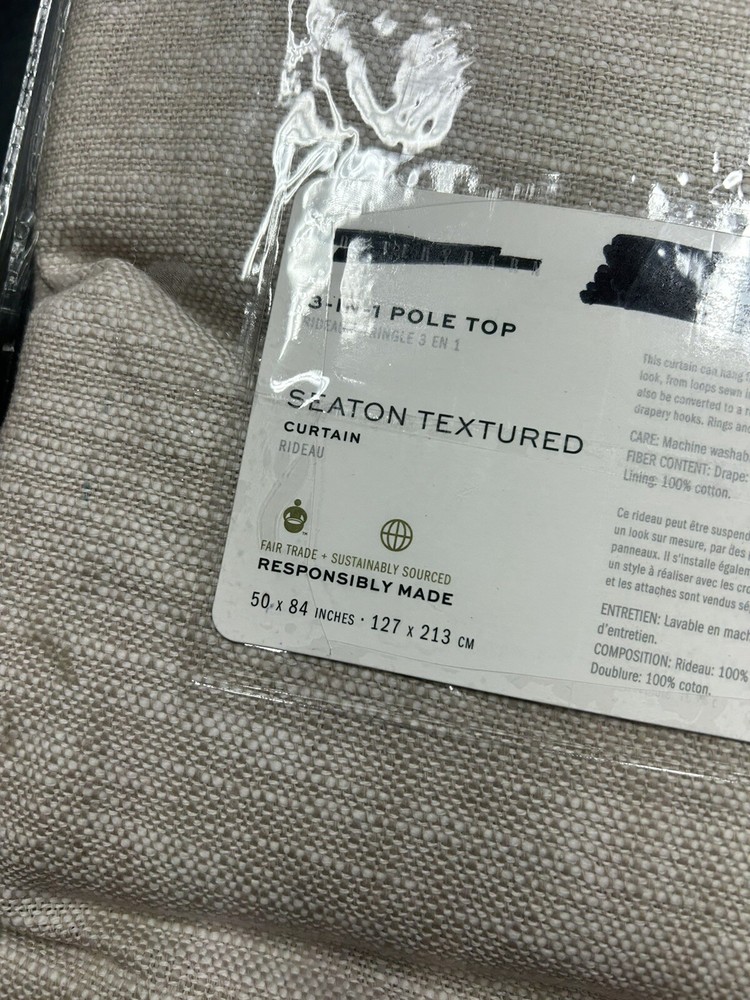 3-IN-1 POLE TOP
RIDEAU TRINGLE 3 EN 1
SEATON TEXTURED
CURTAIN
RIDEAU
FAIR TRADE + SUSTAINABLY SOURCED
RESPONSIBLY MADE
50 x 84 INCHES · 127 x 213 CM
This curtain can hang
look, from loops sewn
also be converted to a
drapery hooks. Rings and
CARE: Machine washab
FIBER CONTENT: Drape:
Lining: 100% cotton.
Ce rideau peut être suspend
un look sur mesure, par des
panneaux. Il s'installe égalem
un style à réaliser avec les cro
et les attaches sont vendus sé
ENTRETIEN: Lavable en mach
d'entretien.
COMPOSITION: Rideau: 100%
Doublure: 100% coton.